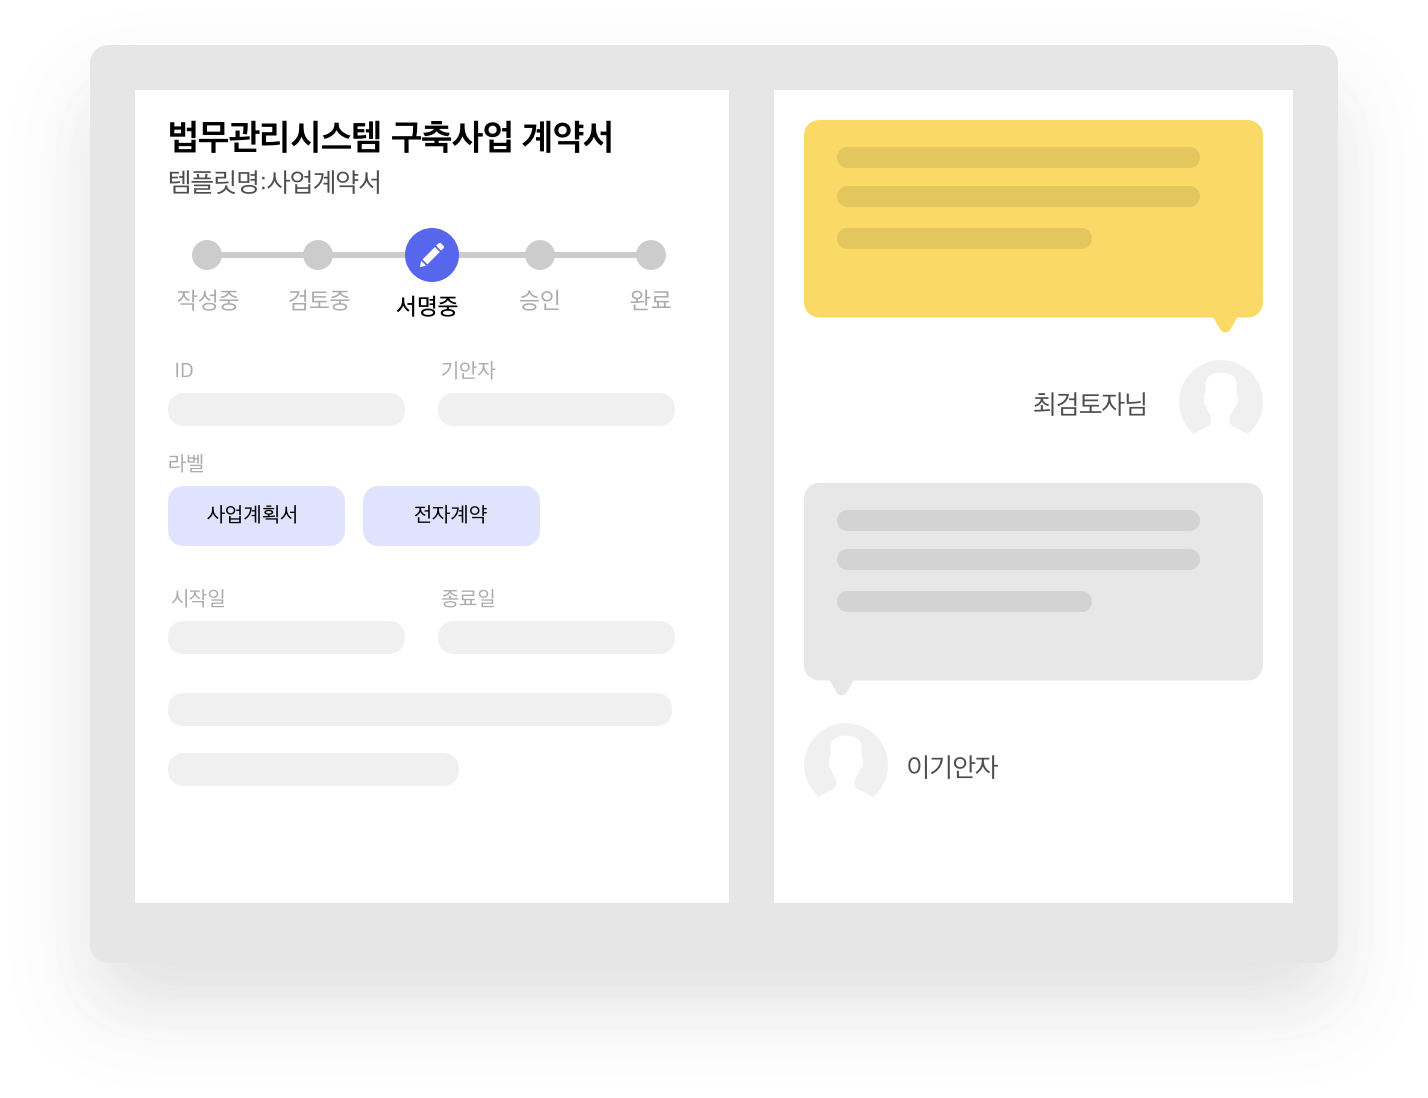 법무관리시스템 구축사업 계약서
템플릿명:사업계약서
작성중 검토중 서명중 승인 완료
ID 기안자
라벨
사업계획서 전자계약
시작일 종료일
최검토자님
이기안자